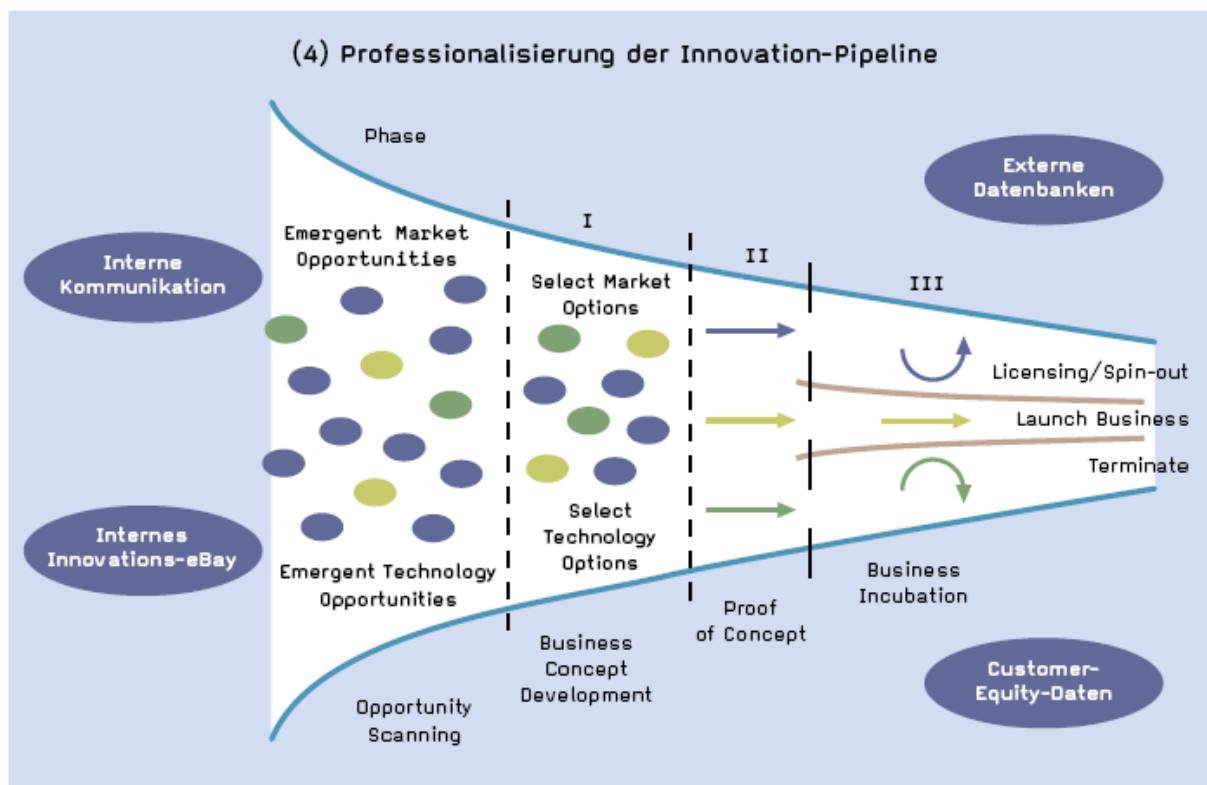 (4) Professionalisierung der Innovation-Pipeline
Phase
I
II
III
Externe
Datenbanken
Interne
Kommunikation
Emergent Market
Opportunities
Select Market
Options
Licensing/Spin-out
Launch Business
Terminate
Internes
Innovations-eBay
Emergent Technology
Opportunities
Select
Technology
Options
Opportunity
Scanning
Business
Concept
Development
Proof
of Concept
Business
Incubation
Customer-
Equity-Daten